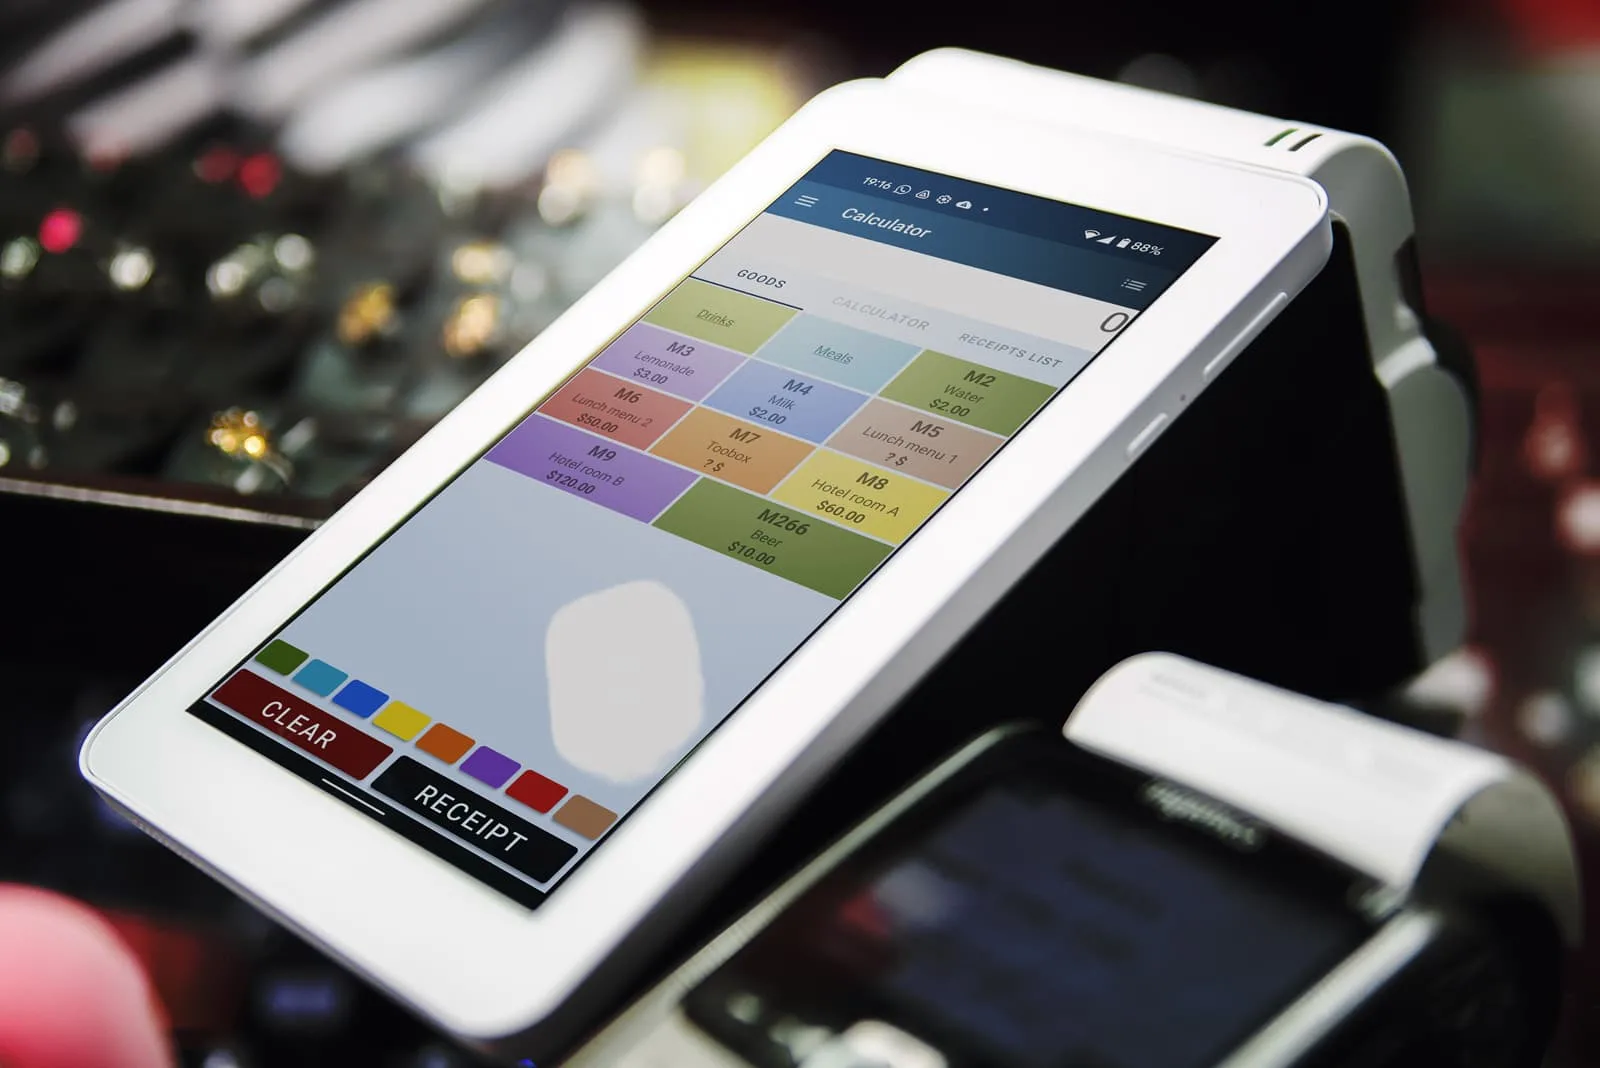 19:16
88%
Calculator
0
GOODS
CALCULATOR
RECEIPTS LIST
Drinks
Meals
M2
Water
$2.00
M3
Lemonade
$3.00
M4
Milk
$2.00
M5
Lunch menu 1
? $
M6
Lunch menu 2
$50.00
M7
Toobox
? $
M8
Hotel room A
$60.00
M9
Hotel room B
$120.00
M266
Beer
$10.00
CLEAR
RECEIPT